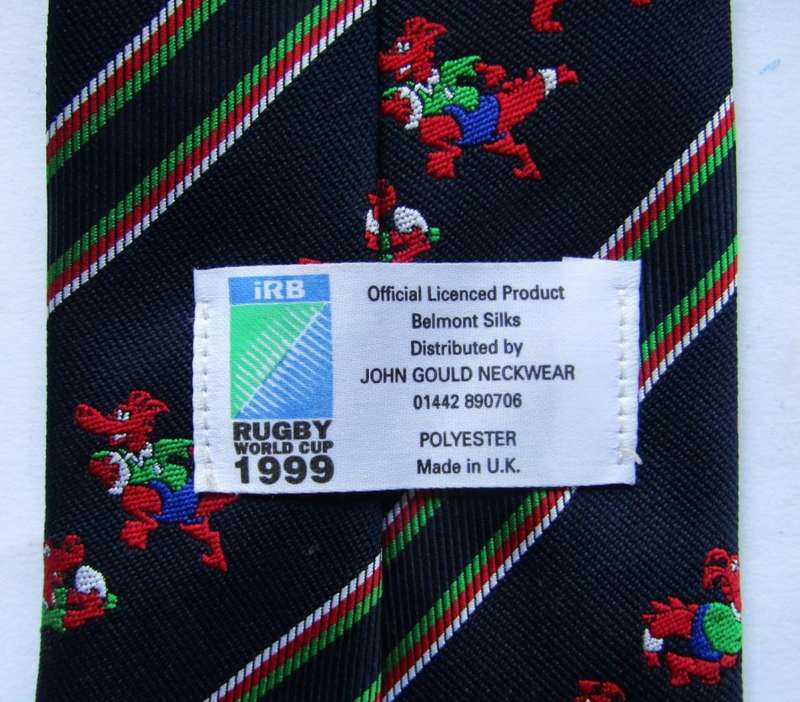 iRB
RUGBY
WORLD CUP
1999
Official Licenced Product
Belmont Silks
Distributed by
JOHN GOULD NECKWEAR
01442 890706
POLYESTER
Made in U.K.